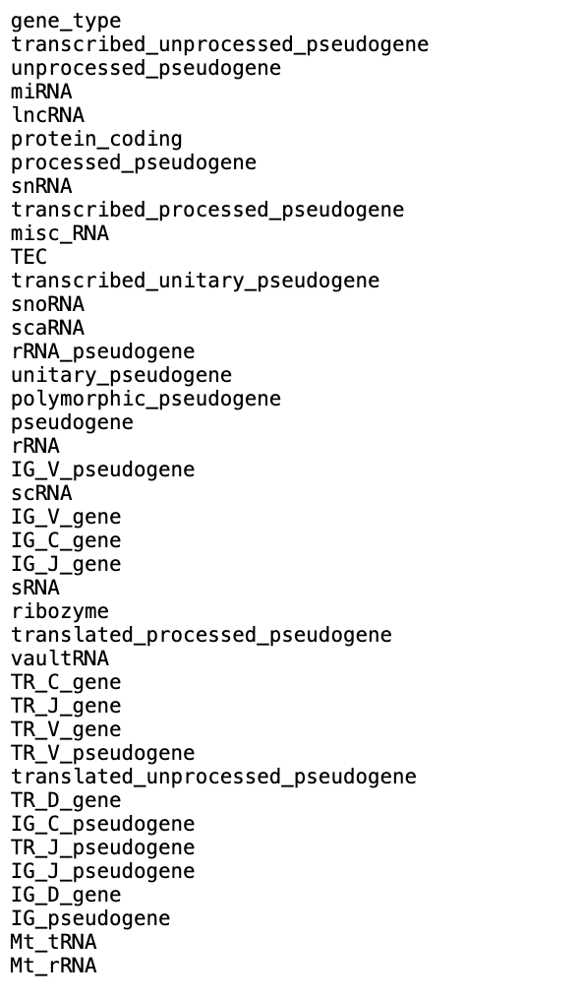 gene_type
transcribed_unprocessed_pseudogene
unprocessed_pseudogene
miRNA
lncRNA
protein_coding
processed_pseudogene
snRNA
transcribed_processed_pseudogene
misc_RNA
TEC
transcribed_unitary_pseudogene
snoRNA
scaRNA
rRNA_pseudogene
unitary_pseudogene
polymorphic_pseudogene
pseudogene
rRNA
IG_V_pseudogene
scRNA
IG_V_gene
IG_C_gene
IG_J_gene
sRNA
ribozyme
translated_processed_pseudogene
vaultRNA
TR_C_gene
TR_J_gene
TR_V_gene
TR_V_pseudogene
translated_unprocessed_pseudogene
TR_D_gene
IG_C_pseudogene
TR_J_pseudogene
IG_J_pseudogene
IG_D_gene
IG_pseudogene
Mt_tRNA
Mt_rRNA